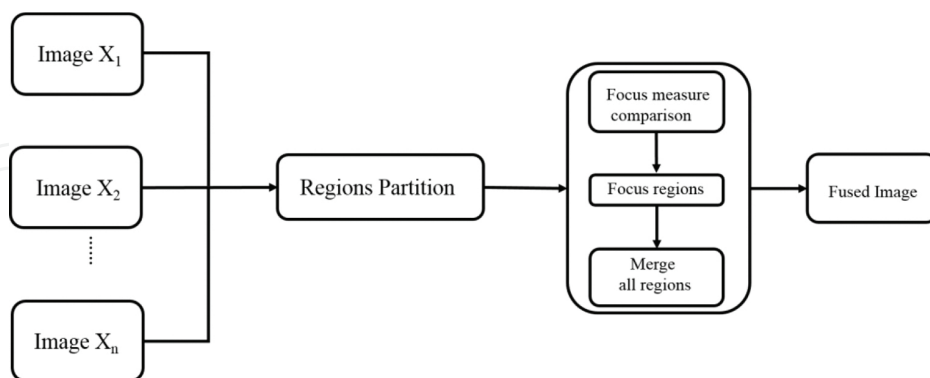 Image X₁
Image X₂
Image Xₙ
Regions Partition
Focus measure
comparison
Focus regions
Merge
all regions
Fused Image